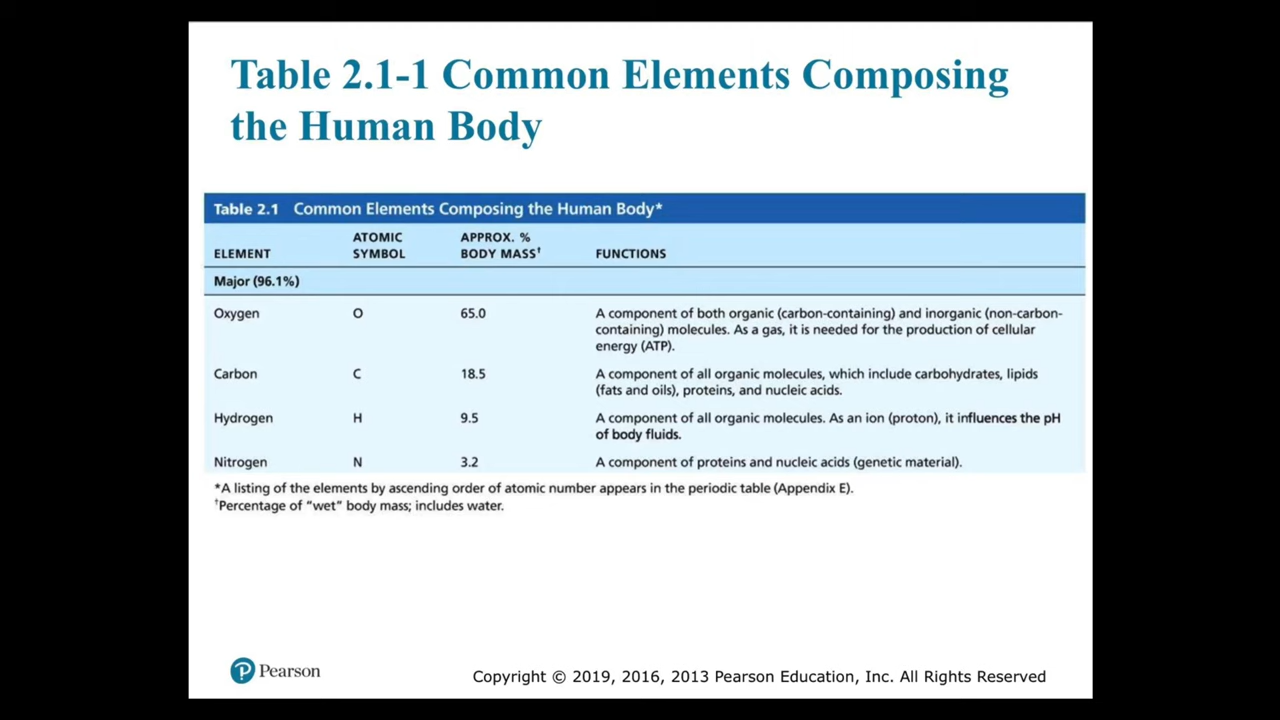 Table 2.1-1 Common Elements Composing
the Human Body
Table 2.1 Common Elements Composing the Human Body*
ELEMENT ATOMIC SYMBOL APPROX. % BODY MASS† FUNCTIONS
Major (96.1%)
Oxygen O 65.0 A component of both organic (carbon-containing) and inorganic (non-carbon-
containing) molecules. As a gas, it is needed for the production of cellular
energy (ATP).
Carbon C 18.5 A component of all organic molecules, which include carbohydrates, lipids
(fats and oils), proteins, and nucleic acids.
Hydrogen H 9.5 A component of all organic molecules. As an ion (proton), it influences the pH
of body fluids.
Nitrogen N 3.2 A component of proteins and nucleic acids (genetic material).
*A listing of the elements by ascending order of atomic number appears in the periodic table (Appendix E).
†Percentage of “wet” body mass; includes water.
P Pearson
Copyright © 2019, 2016, 2013 Pearson Education, Inc. All Rights Reserved